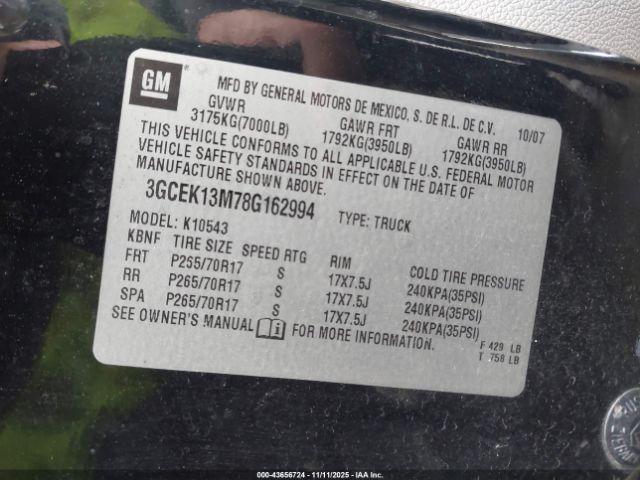 GM
MFD BY GENERAL MOTORS DE MEXICO, S. DE R.L. DE C.V. 10/07
GVWR GAWR FRT GAWR RR
3175KG(7000LB) 1792KG(3950LB) 1792KG(3950LB)
THIS VEHICLE CONFORMS TO ALL APPLICABLE U.S. FEDERAL MOTOR
VEHICLE SAFETY STANDARDS IN EFFECT ON THE DATE OF
MANUFACTURE SHOWN ABOVE.
3GCEK13M78G162994 TYPE: TRUCK
MODEL: K10543
KBNF TIRE SIZE SPEED RTG RIM COLD TIRE PRESSURE
FRT P255/70R17 S 17X7.5J 240KPA(35PSI)
RR P265/70R17 S 17X7.5J 240KPA(35PSI)
SPA P265/70R17 S 17X7.5J 240KPA(35PSI)
SEE OWNER'S MANUAL FOR MORE INFORMATION.
F 429 LB
T 758 LB
00-43656724 - 11/11/2025 - IAAI.COM